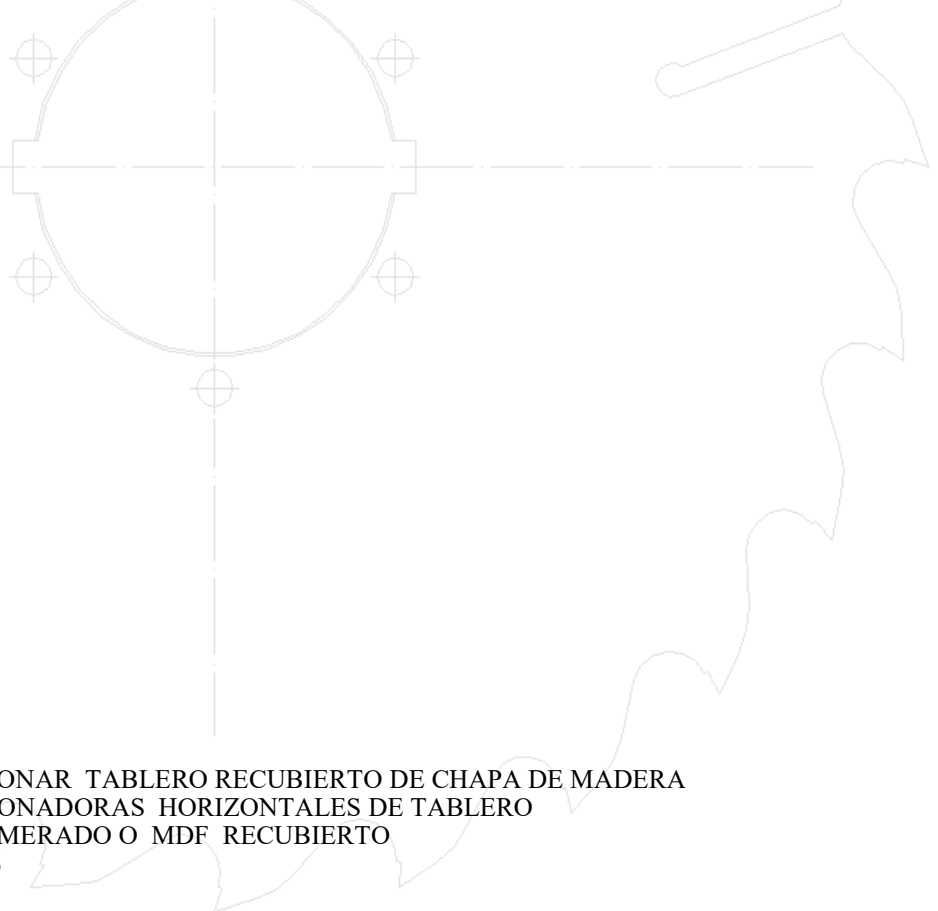 ONAR TABLERO RECUBIERTO DE CHAPA DE MADERA
ONADORAS HORIZONTALES DE TABLERO
MERADO O MDF RECUBIERTO